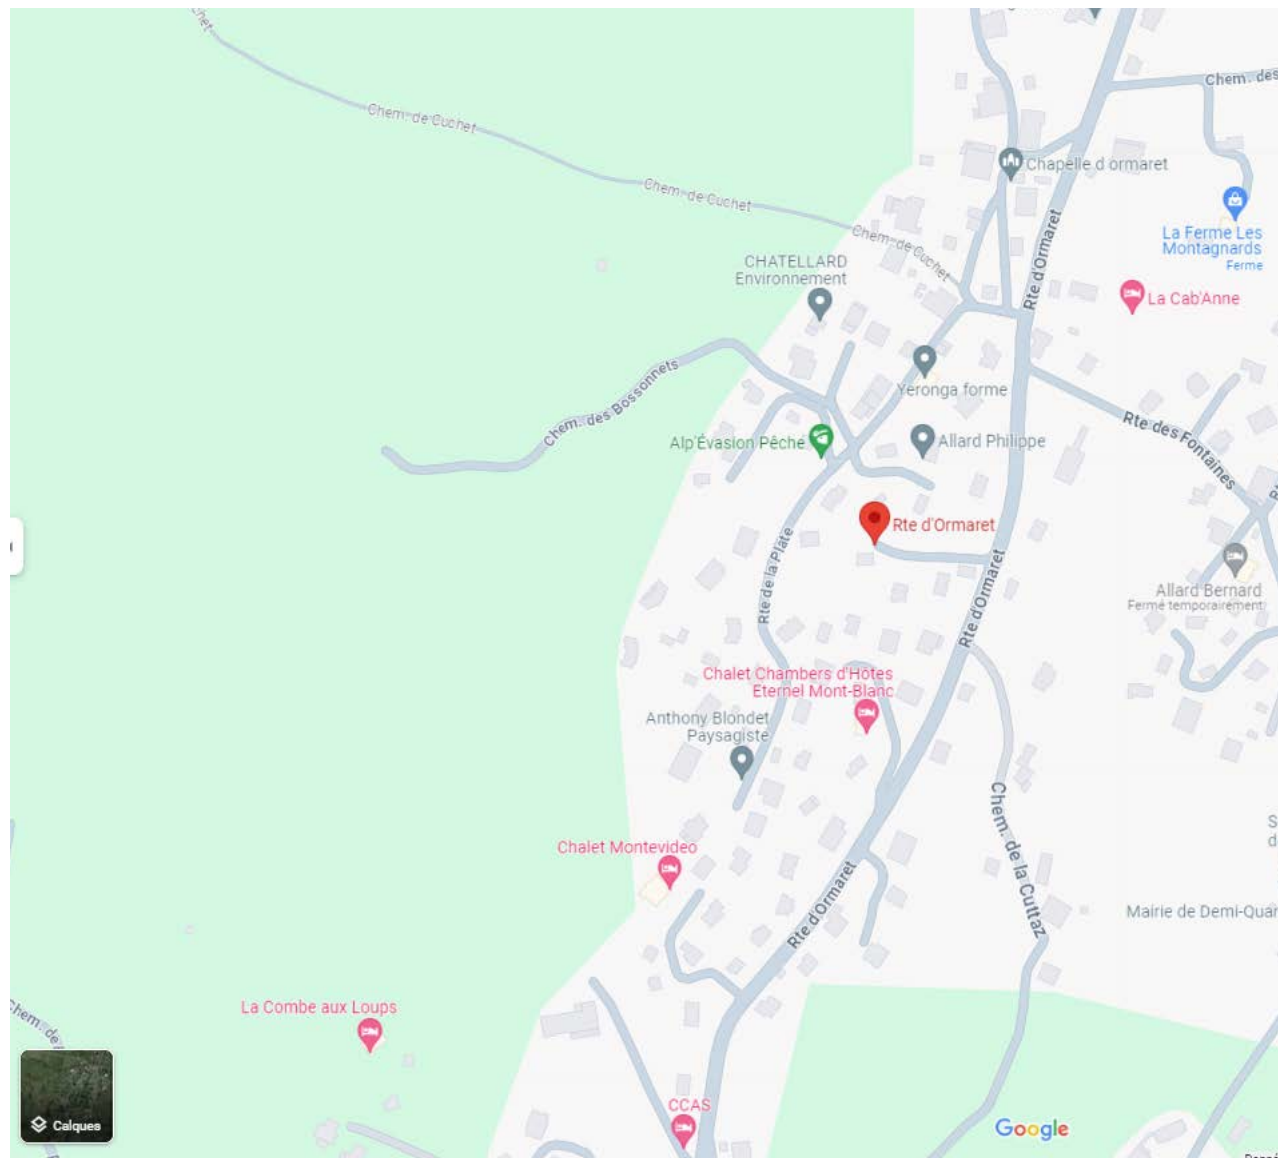 Chem. des
Chem. de Cuchet
Chapelle d ormaret
Chem. de Cuchet
La Ferme Les
Montagnards
Ferme
Rte d'Ormaret
Chem. de Cuchet
CHATELLARD
Environnement
La Cab'Anne
Chem. des Bossonnets
Yeronga forme
Rte des Fontaines
Alp'Évasion Pêche
Allard Philippe
Rte d'Ormaret
Rte de la Plate
Rte d'Ormaret
Allard Bernard
Fermé temporairement
Chalet Chambers d'Hôtes
Eternel Mont-Blanc
Anthony Blondet
Paysagiste
Chem. de la Cuttaz
Chalet Montevideo
Rte d'Ormaret
Mairie de Demi-Quar
La Combe aux Loups
Chem. de
Calques
CCAS
Google